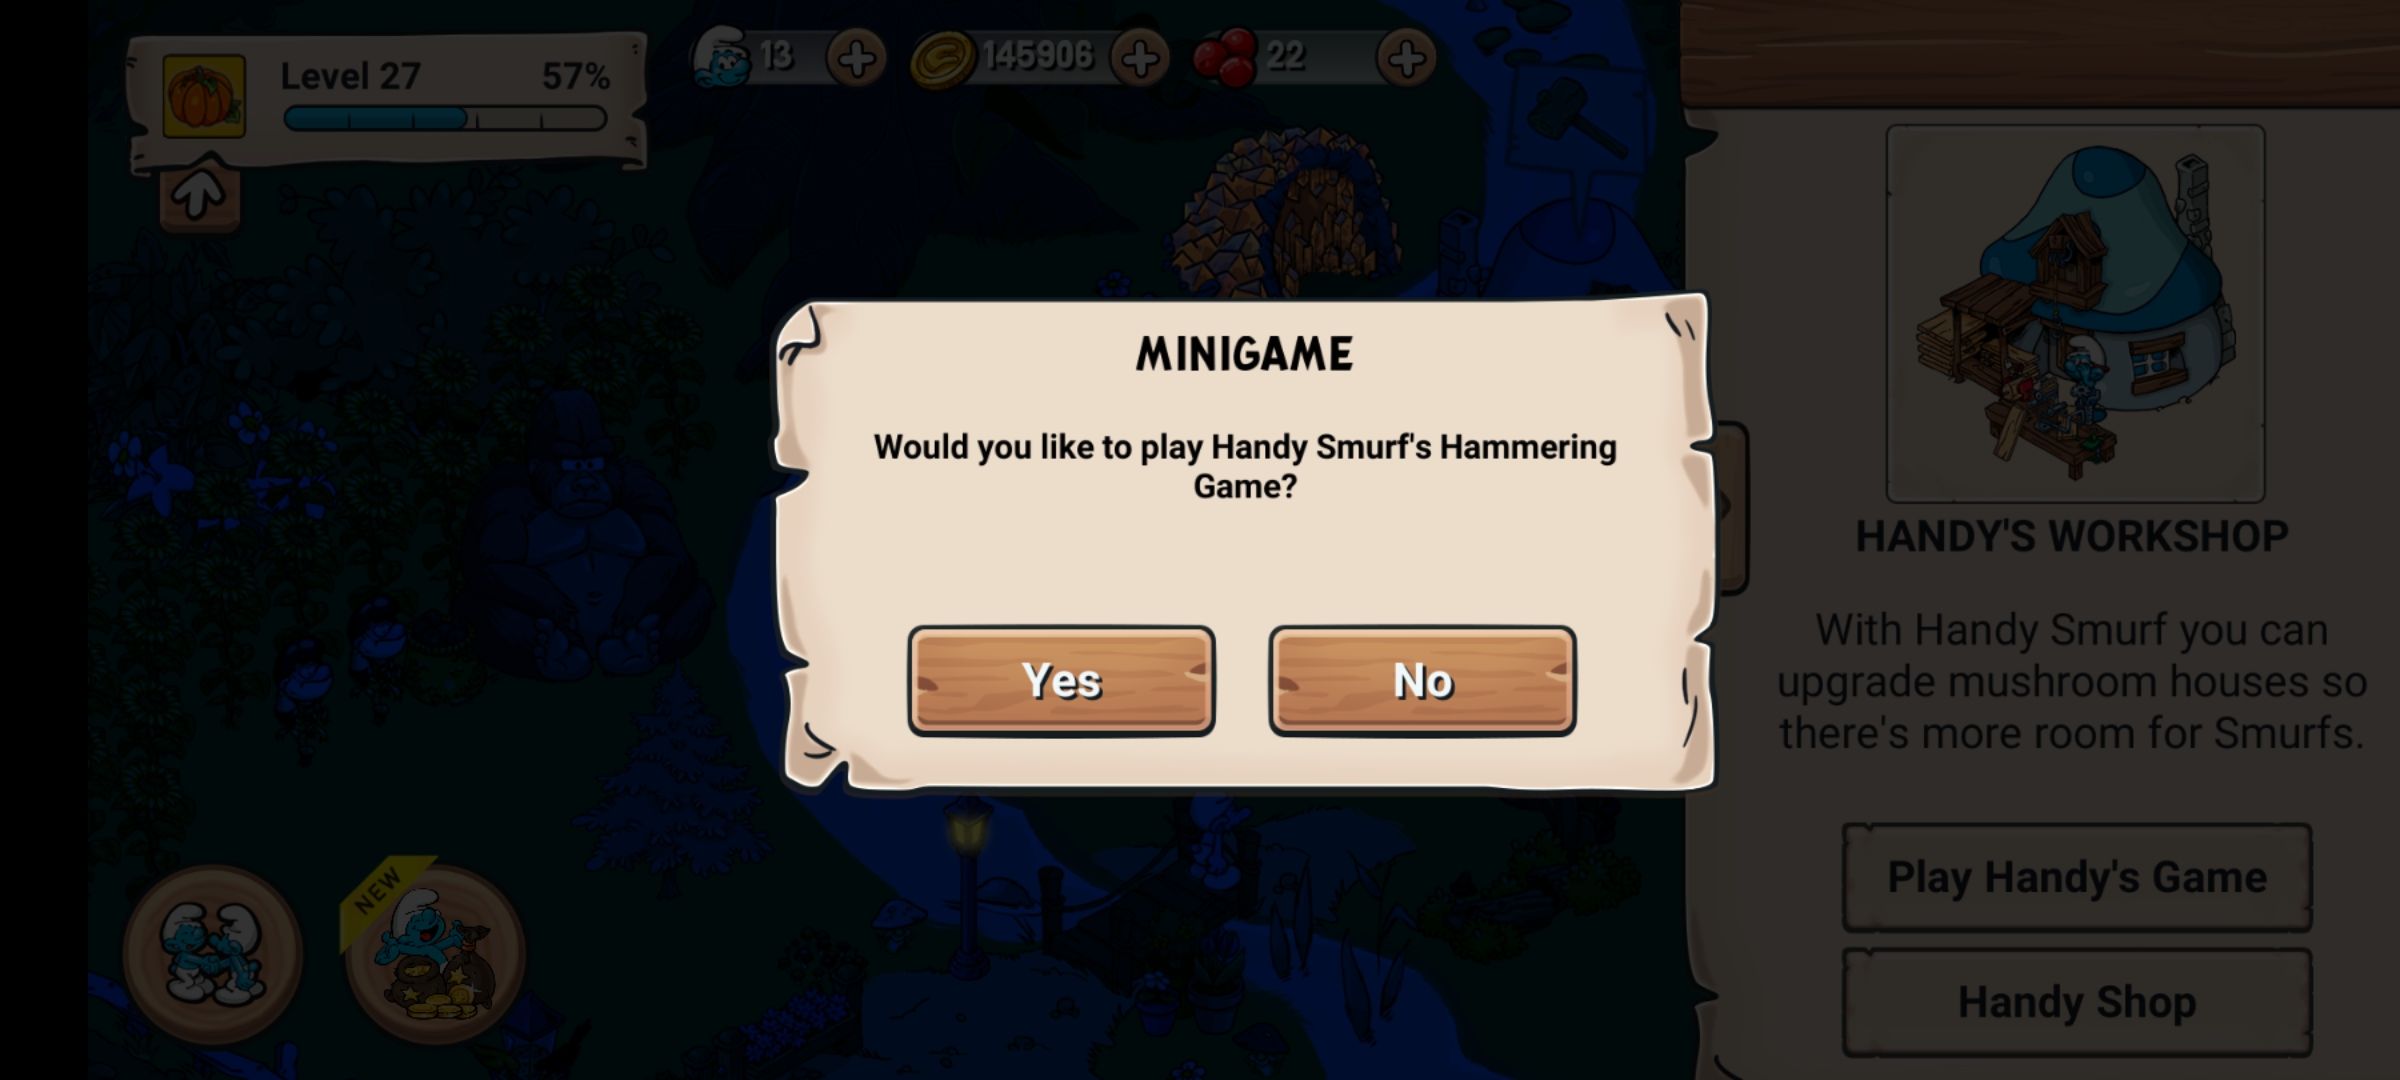 Level 27
57%
13
145906
22
MINIGAME
Would you like to play Handy Smurf's Hammering
Game?
Yes
No
HANDY'S WORKSHOP
With Handy Smurf you can
upgrade mushroom houses so
there's more room for Smurfs.
Play Handy's Game
Handy Shop
NEW